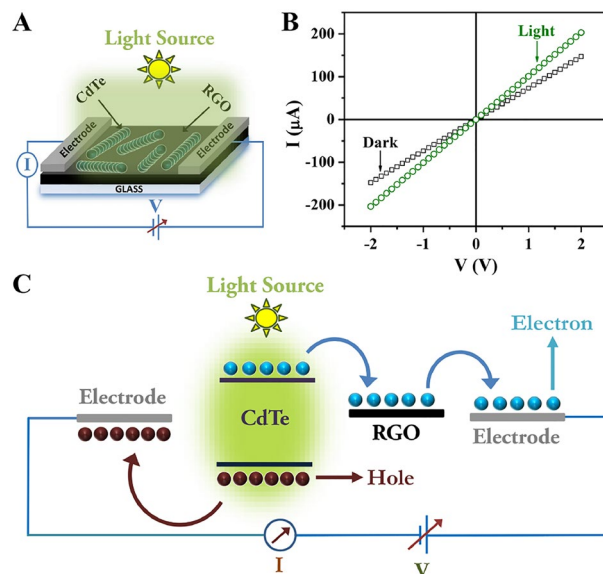 A
Light Source
CdTe
RGO
Electrode
Electrode
I
GLASS
V
B
Light
Dark
I (µA)
200
100
0
-100
-200
-2
-1
0
1
2
V (V)
C
Light Source
Electron
Electrode
CdTe
RGO
Electrode
Hole
I
V